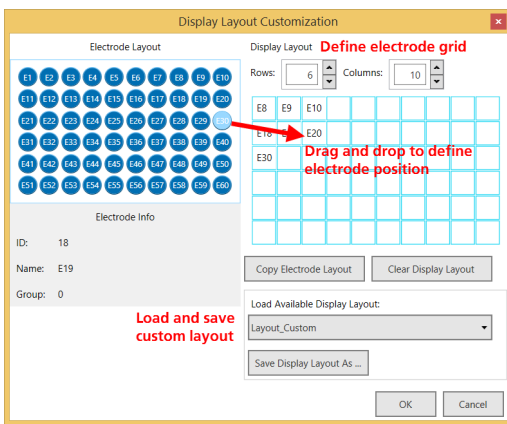 Display Layout Customization
Electrode Layout
Display Layout Define electrode grid
Rows: 6 Columns: 10
E1 E2 E3 E4 E5 E6 E7 E8 E9 E10
E11 E12 E13 E14 E15 E16 E17 E18 E19 E20
E21 E22 E23 E24 E25 E26 E27 E28 E29 E30
E31 E32 E33 E34 E35 E36 E37 E38 E39 E40
E41 E42 E43 E44 E45 E46 E47 E48 E49 E50
E51 E52 E53 E54 E55 E56 E57 E58 E59 E60
E8 E9 E10
E18 E20
E30
Drag and drop to define
electrode position
Electrode Info
ID: 18
Name: E19
Group: 0
Copy Electrode Layout Clear Display Layout
Load and save
custom layout
Load Available Display Layout:
Layout_Custom
Save Display Layout As ...
OK Cancel